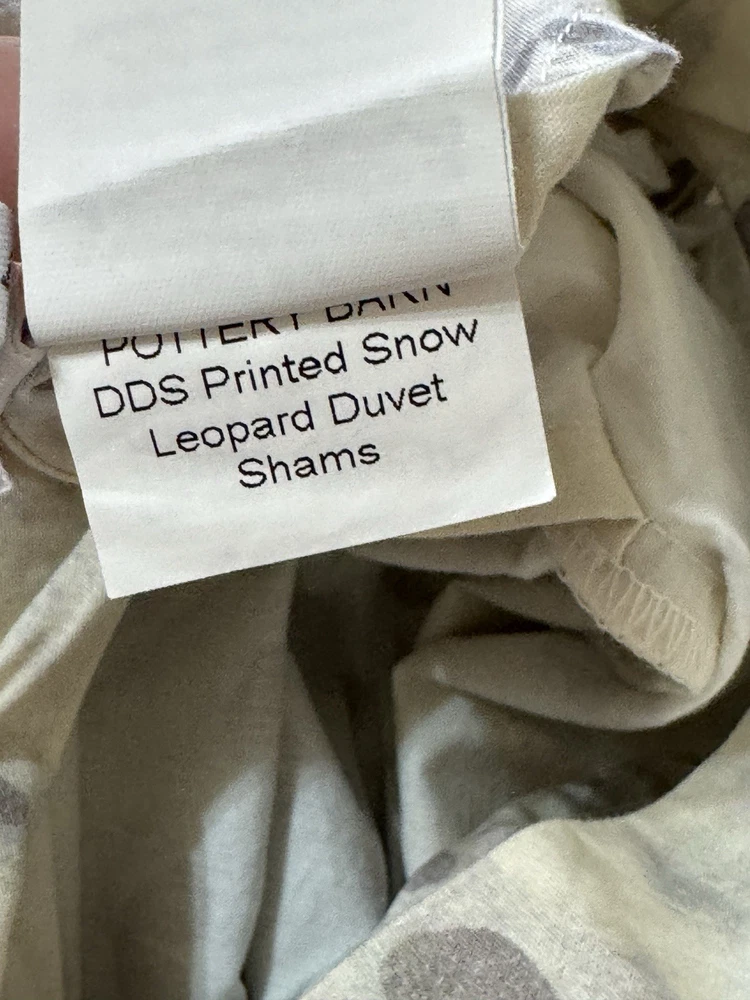 POTTERY BARN
DDS Printed Snow
Leopard Duvet
Shams